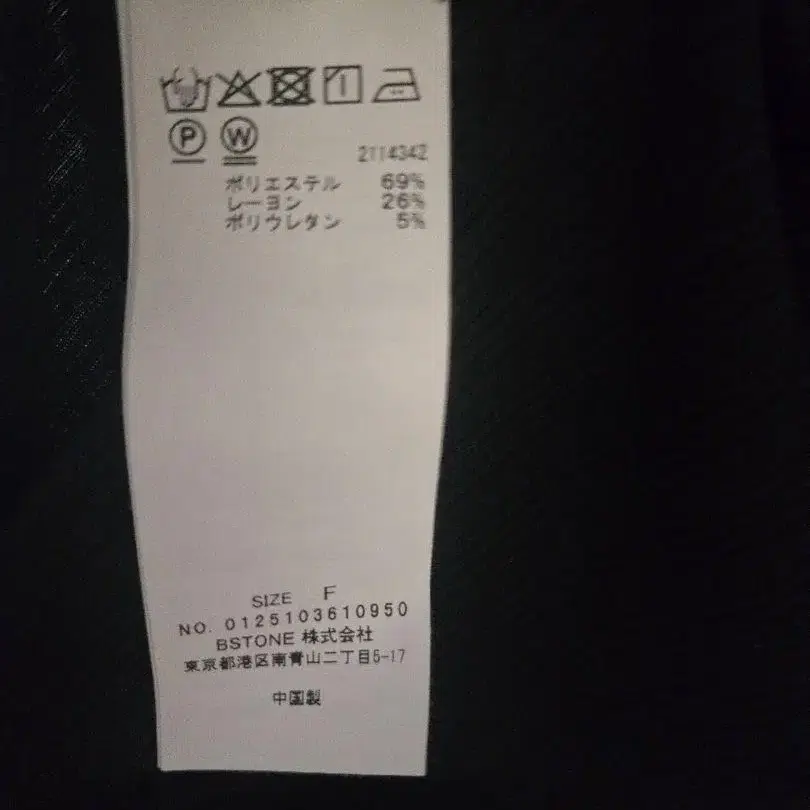 P W
2114342
ポリエステル 69%
レーヨン 26%
ポリウレタン 5%
SIZE F
NO. 0125103610950
BSTONE 株式会社
東京都港区南青山二丁目5-17
中国製